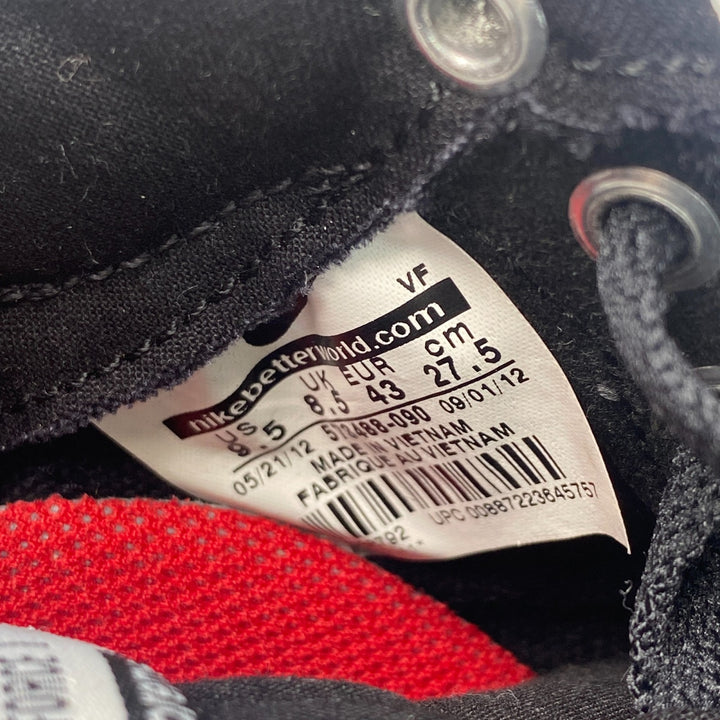 VF
nikebetterworld.com
US UK EUR cm
9.5 8.5 43 27.5
05/21/12 572488-090 09/01/12
MADE IN VIETNAM
FABRIQUE AU VIETNAM
UPC 00887223645757